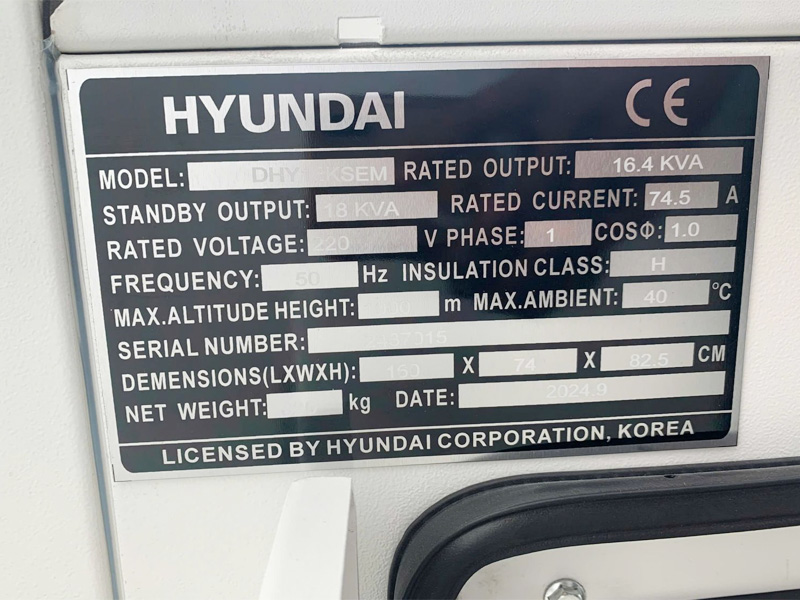 HYUNDAI CE
MODEL: RATED OUTPUT: 16.4 KVA
STANDBY OUTPUT: 18 KVA RATED CURRENT: 74.5 A
RATED VOLTAGE: 220 V PHASE: 1 COSΦ: 1.0
FREQUENCY: 50 Hz INSULATION CLASS: H
MAX.ALTITUDE HEIGHT: m MAX.AMBIENT: 40 °C
SERIAL NUMBER:
DEMENSIONS(LXWXH): 150 X 74 X 82.5 CM
NET WEIGHT: kg DATE: 2024.9
LICENSED BY HYUNDAI CORPORATION, KOREA